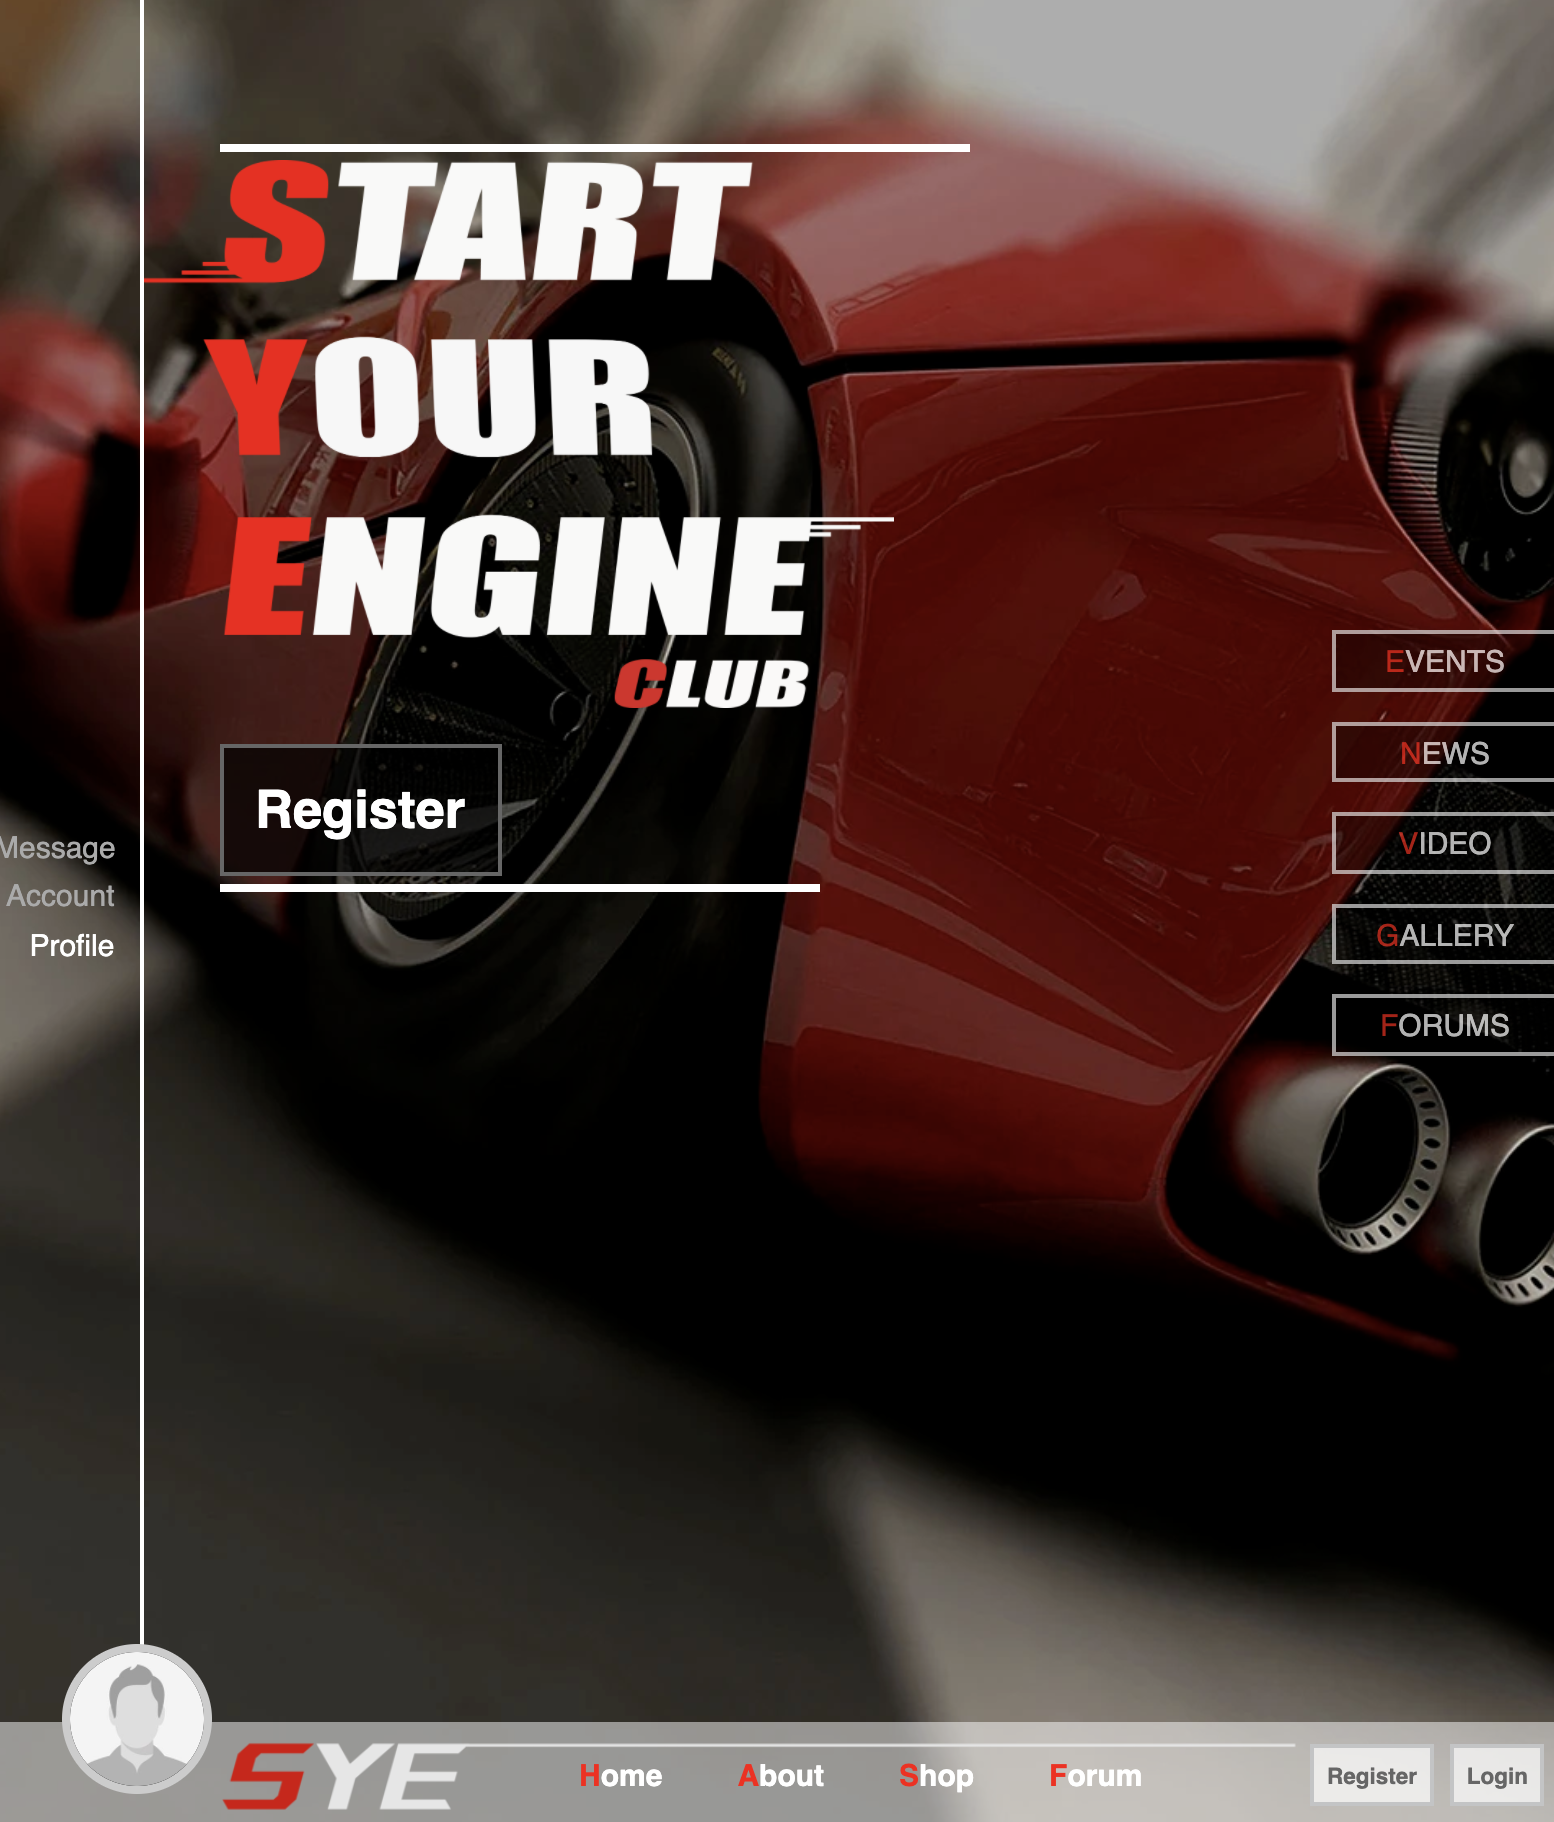 START
YOUR
ENGINE
CLUB
Register
Message
Account
Profile
EVENTS
NEWS
VIDEO
GALLERY
FORUMS
SYE
Home
About
Shop
Forum
Register
Login